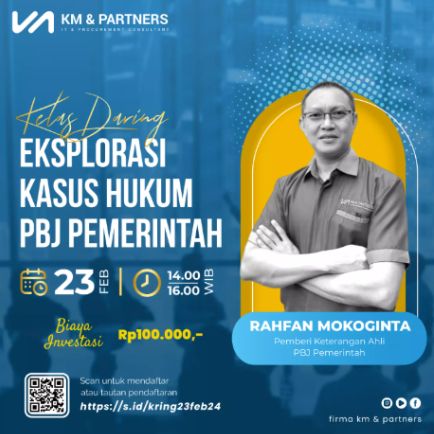 KM & PARTNERS
IT & PROCUREMENT CONSULTANT
Kelas Daring
EKSPLORASI
KASUS HUKUM
PBJ PEMERINTAH
23 FEB
14.00
16.00
WIB
Biaya
Investasi
Rp100.000,-
KM & PARTNERS
RAHFAN MOKOGINTA
Pemberi Keterangan Ahli
PBJ Pemerintah
Scan untuk mendaftar
atau tautan pendaftaran
https://s.id/kring23feb24
firma km & partners